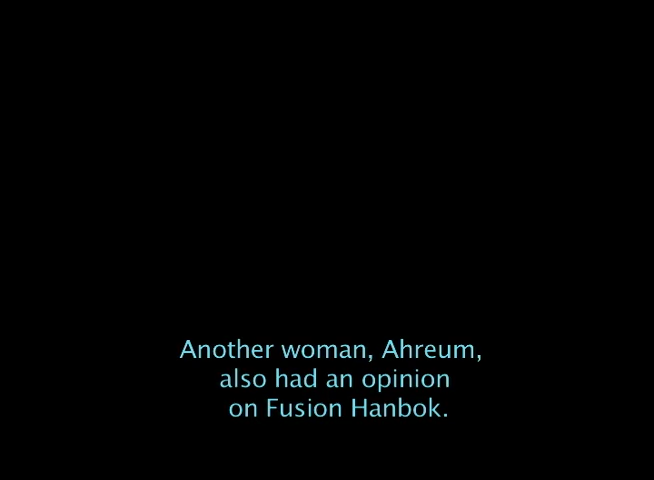 Another woman, Ahreum,
also had an opinion
on Fusion Hanbok.